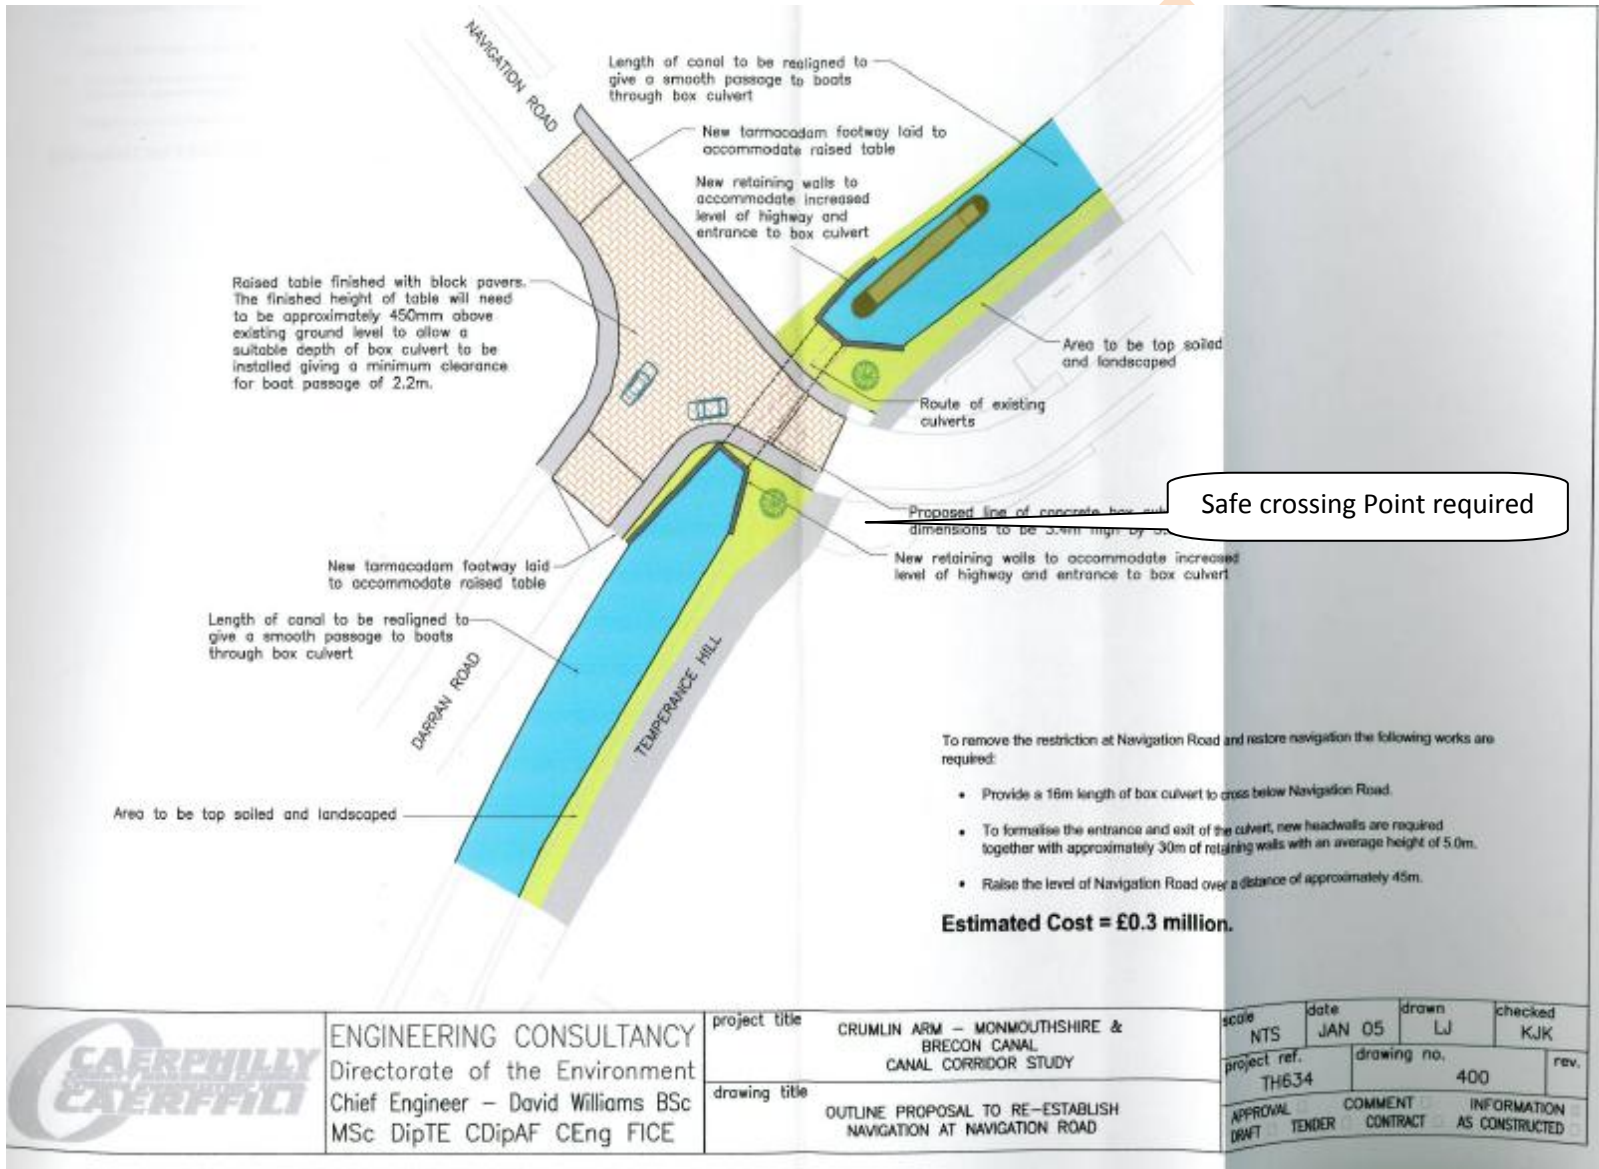 NAVIGATION ROAD
Length of canal to be realigned to
give a smooth passage to boats
through box culvert
New tarmacadam footway laid to
accommodate raised table
New retaining walls to
accommodate increased
level of highway and
entrance to box culvert
Raised table finished with block pavers.
The finished height of table will need
to be approximately 450mm above
existing ground level to allow a
suitable depth of box culvert to be
installed giving a minimum clearance
for boat passage of 2.2m.
Area to be top soiled
and landscaped
Route of existing
culverts
Safe crossing Point required
Proposed line of concrete box
dimensions to be 3.4m high by
New retaining walls to accommodate increased
level of highway and entrance to box culvert
New tarmacadam footway laid
to accommodate raised table
Length of canal to be realigned to
give a smooth passage to boats
through box culvert
DARRAN ROAD
TEMPERANCE HILL
Area to be top soiled and landscaped
To remove the restriction at Navigation Road and restore navigation the following works are
required:
• Provide a 16m length of box culvert to cross below Navigation Road.
• To formalise the entrance and exit of the culvert, new headwalls are required
together with approximately 30m of retaining walls with an average height of 5.0m.
• Raise the level of Navigation Road over a distance of approximately 45m.
Estimated Cost = £0.3 million.
CAERPHILLY
CAERFFILI
ENGINEERING CONSULTANCY
Directorate of the Environment
Chief Engineer – David Williams BSc
MSc DipTE CDipAF CEng FICE
project title
CRUMLIN ARM – MONMOUTHSHIRE &
BRECON CANAL
CANAL CORRIDOR STUDY
drawing title
OUTLINE PROPOSAL TO RE-ESTABLISH
NAVIGATION AT NAVIGATION ROAD
scale
NTS
date
JAN 05
drawn
LJ
checked
KJK
project ref.
TH634
drawing no.
400
rev.
APPROVAL COMMENT INFORMATION
DRAFT TENDER CONTRACT AS CONSTRUCTED